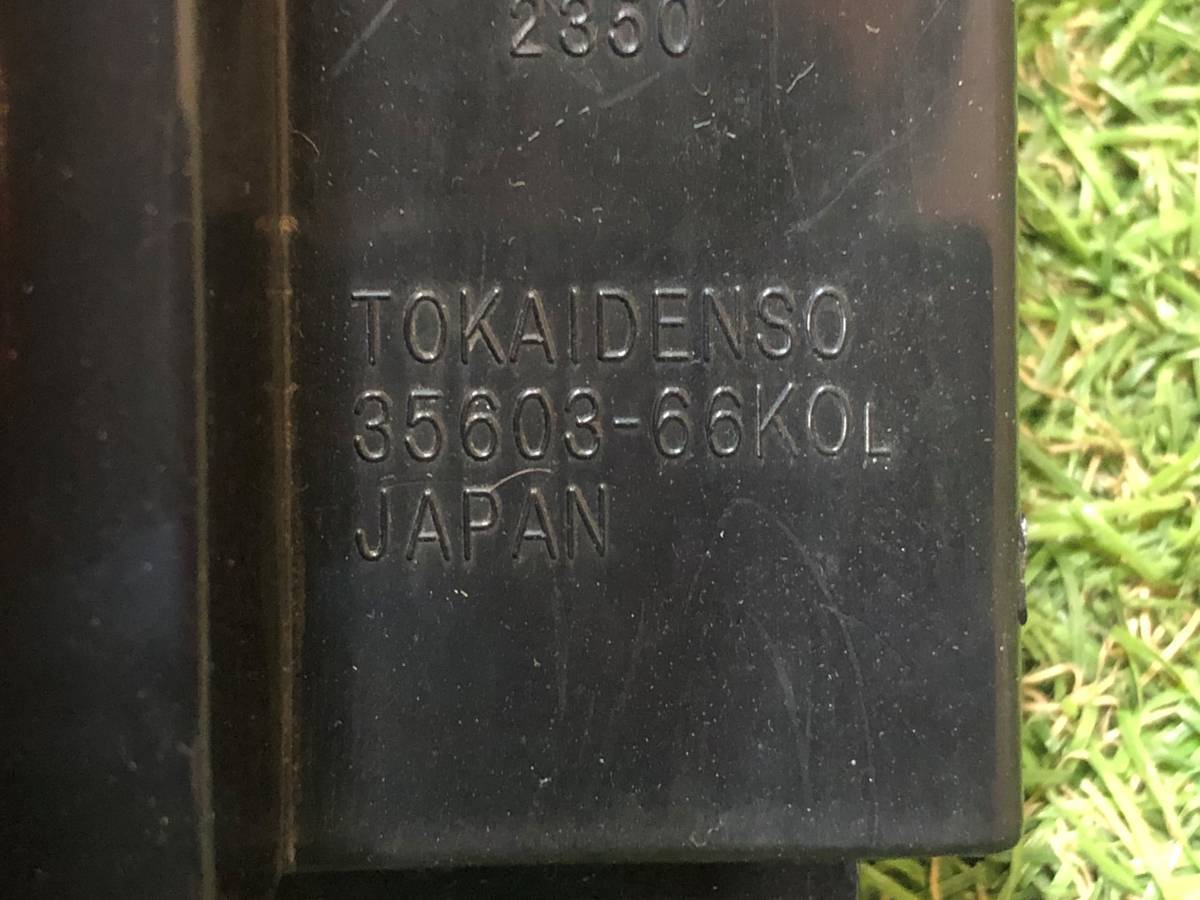 2350
TOKAIDENSO
35603-66K0L
JAPAN